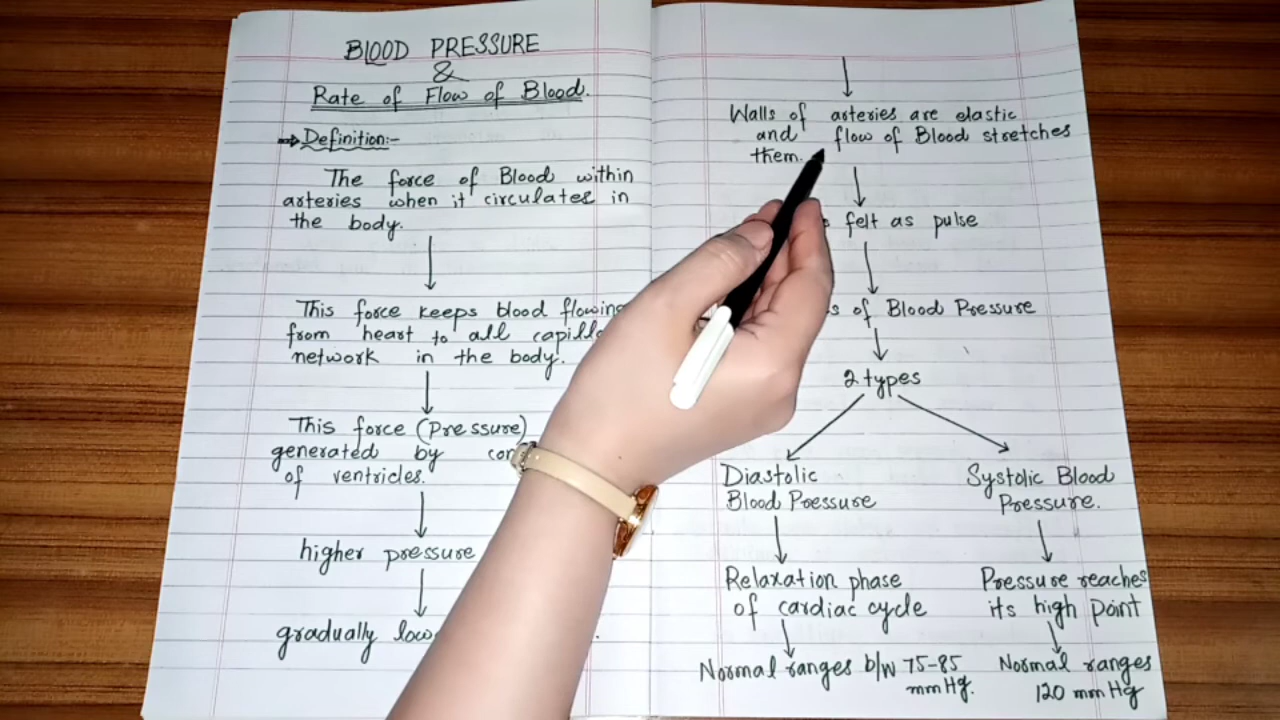 BLOOD PRESSURE
&
Rate of Flow of Blood.
Definition:-
The force of Blood within
arteries when it circulates in
the body.
This force keeps blood flowing
from heart to all
network in the body.
This force (Pressure)
generated by
of ventricles.
higher pressure
gradually
Walls of arteries are elastic
and flow of Blood stretches
them.
felt as pulse
of Blood Pressure
2 types
Diastolic
Blood Pressure
Systolic Blood
Pressure.
Relaxation phase
of cardiac cycle
Pressure reaches
its high point
Normal ranges b/w 75-85
mmHg.
Normal ranges
120 mmHg